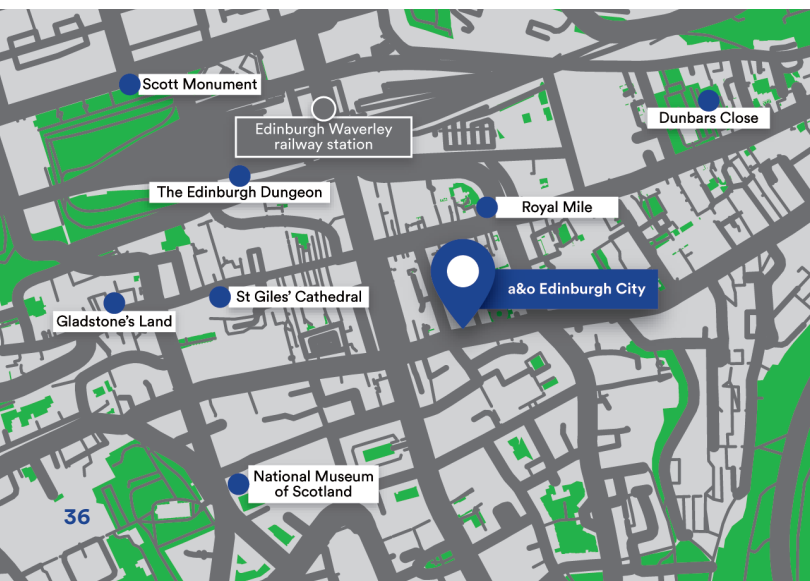 Scott Monument
Edinburgh Waverley
railway station
Dunbars Close
The Edinburgh Dungeon
Royal Mile
a&o Edinburgh City
St Giles’ Cathedral
Gladstone’s Land
National Museum
of Scotland
36